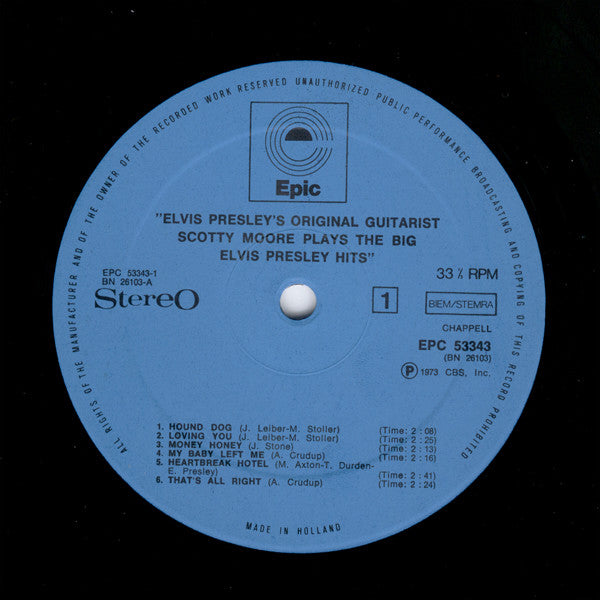 ALL RIGHTS OF THE MANUFACTURER AND OF THE OWNER OF THE RECORDED WORK RESERVED UNAUTHORIZED PUBLIC PERFORMANCE BROADCASTING AND COPYING OF THIS RECORD PROHIBITED
Epic
"ELVIS PRESLEY'S ORIGINAL GUITARIST
SCOTTY MOORE PLAYS THE BIG
ELVIS PRESLEY HITS"
EPC 53343-1
BN 26103-A
Stereo
33⅓ RPM
1
BIEM/STEMRA
CHAPPELL
EPC 53343
(BN 26103)
Ⓟ 1973 CBS, Inc.
1. HOUND DOG (J. Leiber-M. Stoller) (Time: 2:08)
2. LOVING YOU (J. Leiber-M. Stoller) (Time: 2:25)
3. MONEY HONEY (J. Stone) (Time: 2:13)
4. MY BABY LEFT ME (A. Crudup) (Time: 2:16)
5. HEARTBREAK HOTEL (M. Axton-T. Durden-
E. Presley) (Time: 2:41)
6. THAT'S ALL RIGHT (A. Crudup) (Time: 2:24)
MADE IN HOLLAND